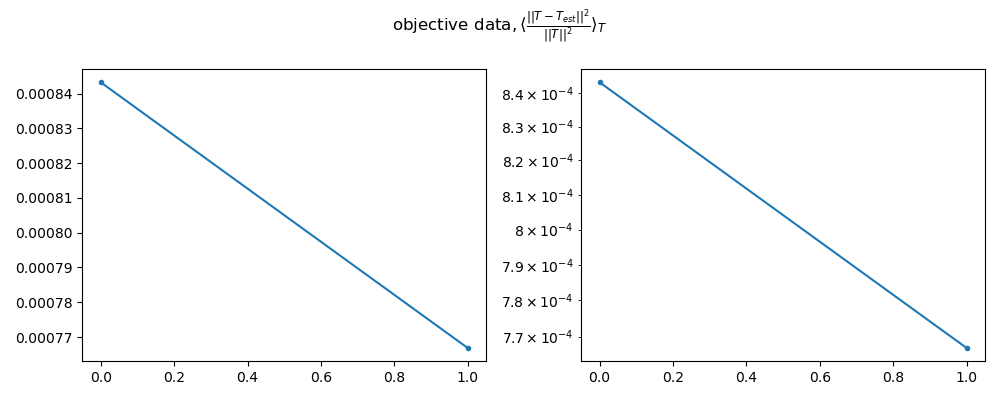 objective data, ⟨||T − T_est||² / ||T||²⟩_T
0.00084
0.00083
0.00082
0.00081
0.00080
0.00079
0.00078
0.00077
0.0 0.2 0.4 0.6 0.8 1.0
8.4 × 10⁻⁴
8.3 × 10⁻⁴
8.2 × 10⁻⁴
8.1 × 10⁻⁴
8 × 10⁻⁴
7.9 × 10⁻⁴
7.8 × 10⁻⁴
7.7 × 10⁻⁴
0.0 0.2 0.4 0.6 0.8 1.0